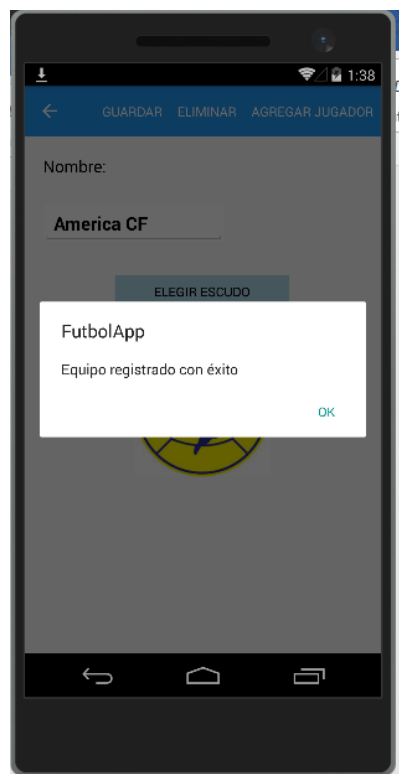 1:38
GUARDAR ELIMINAR AGREGAR JUGADOR
Nombre:
America CF
ELEGIR ESCUDO
FutbolApp
Equipo registrado con éxito
OK